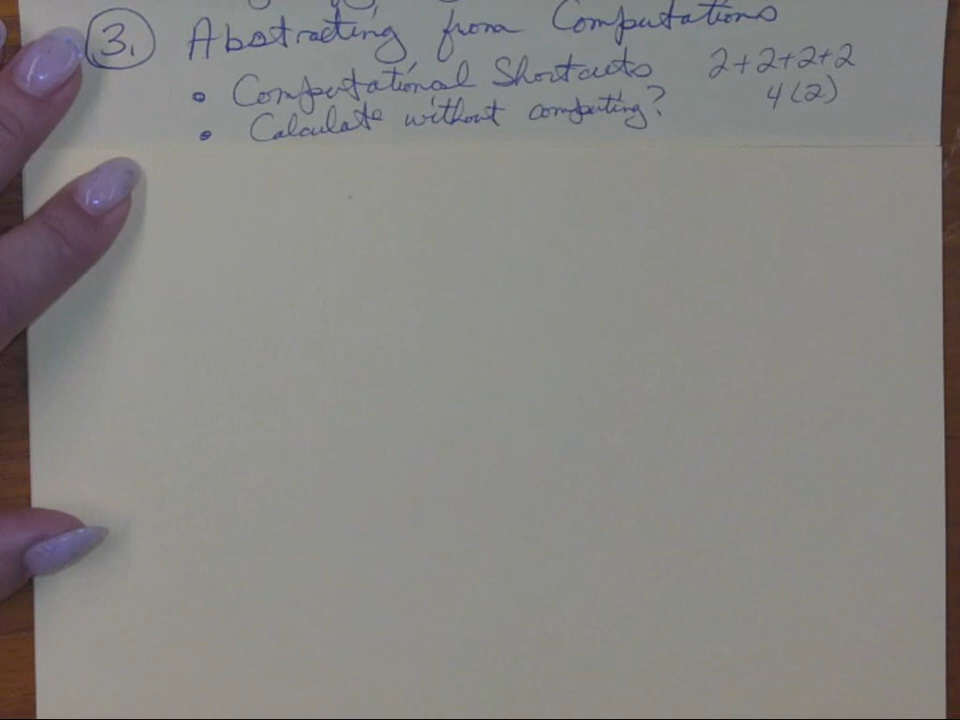 3. Abstracting from Computations
• Computational Shortcuts 2+2+2+2
• Calculate without computing? 4(2)